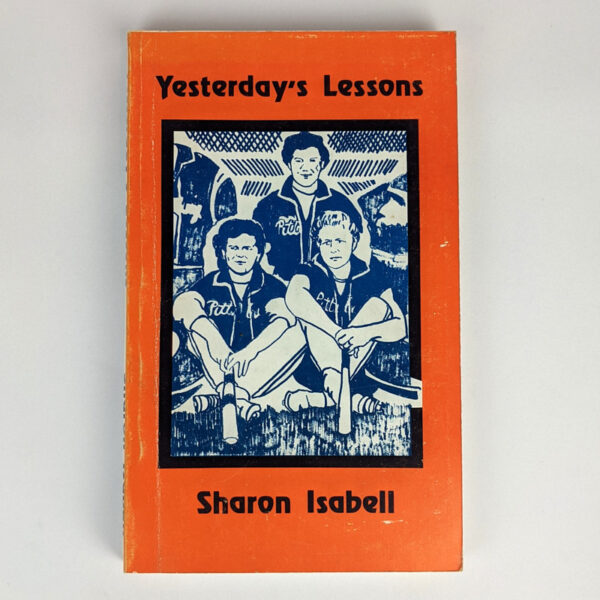 Yesterday's Lessons
Sharon Isabell